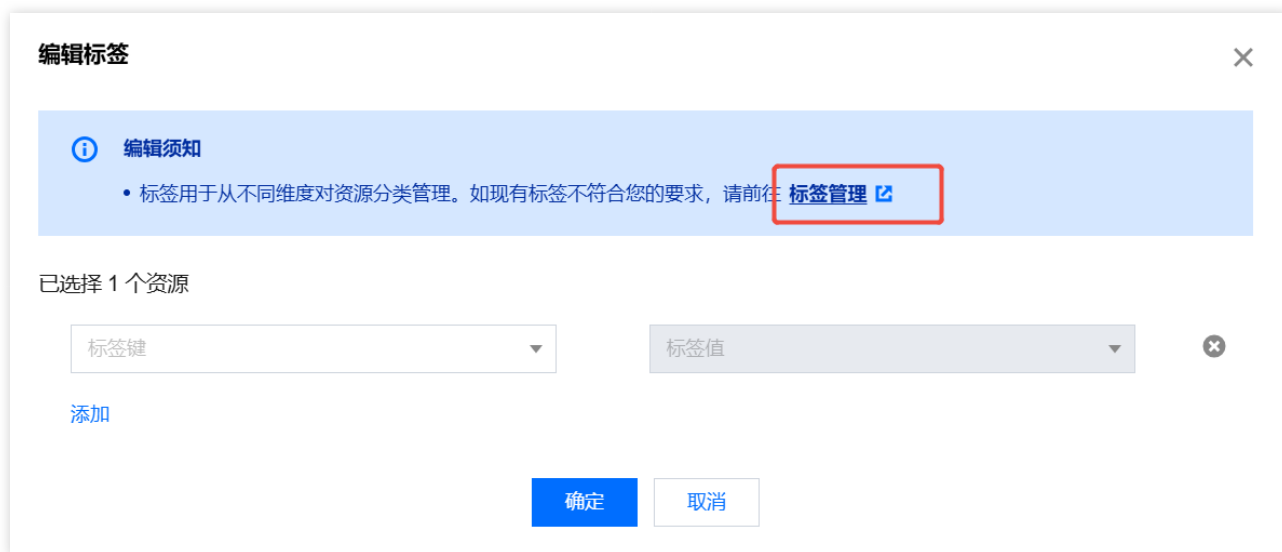 编辑标签
编辑须知
• 标签用于从不同维度对资源分类管理。如现有标签不符合您的要求，请前往 标签管理
已选择 1 个资源
标签键 标签值
添加
确定 取消